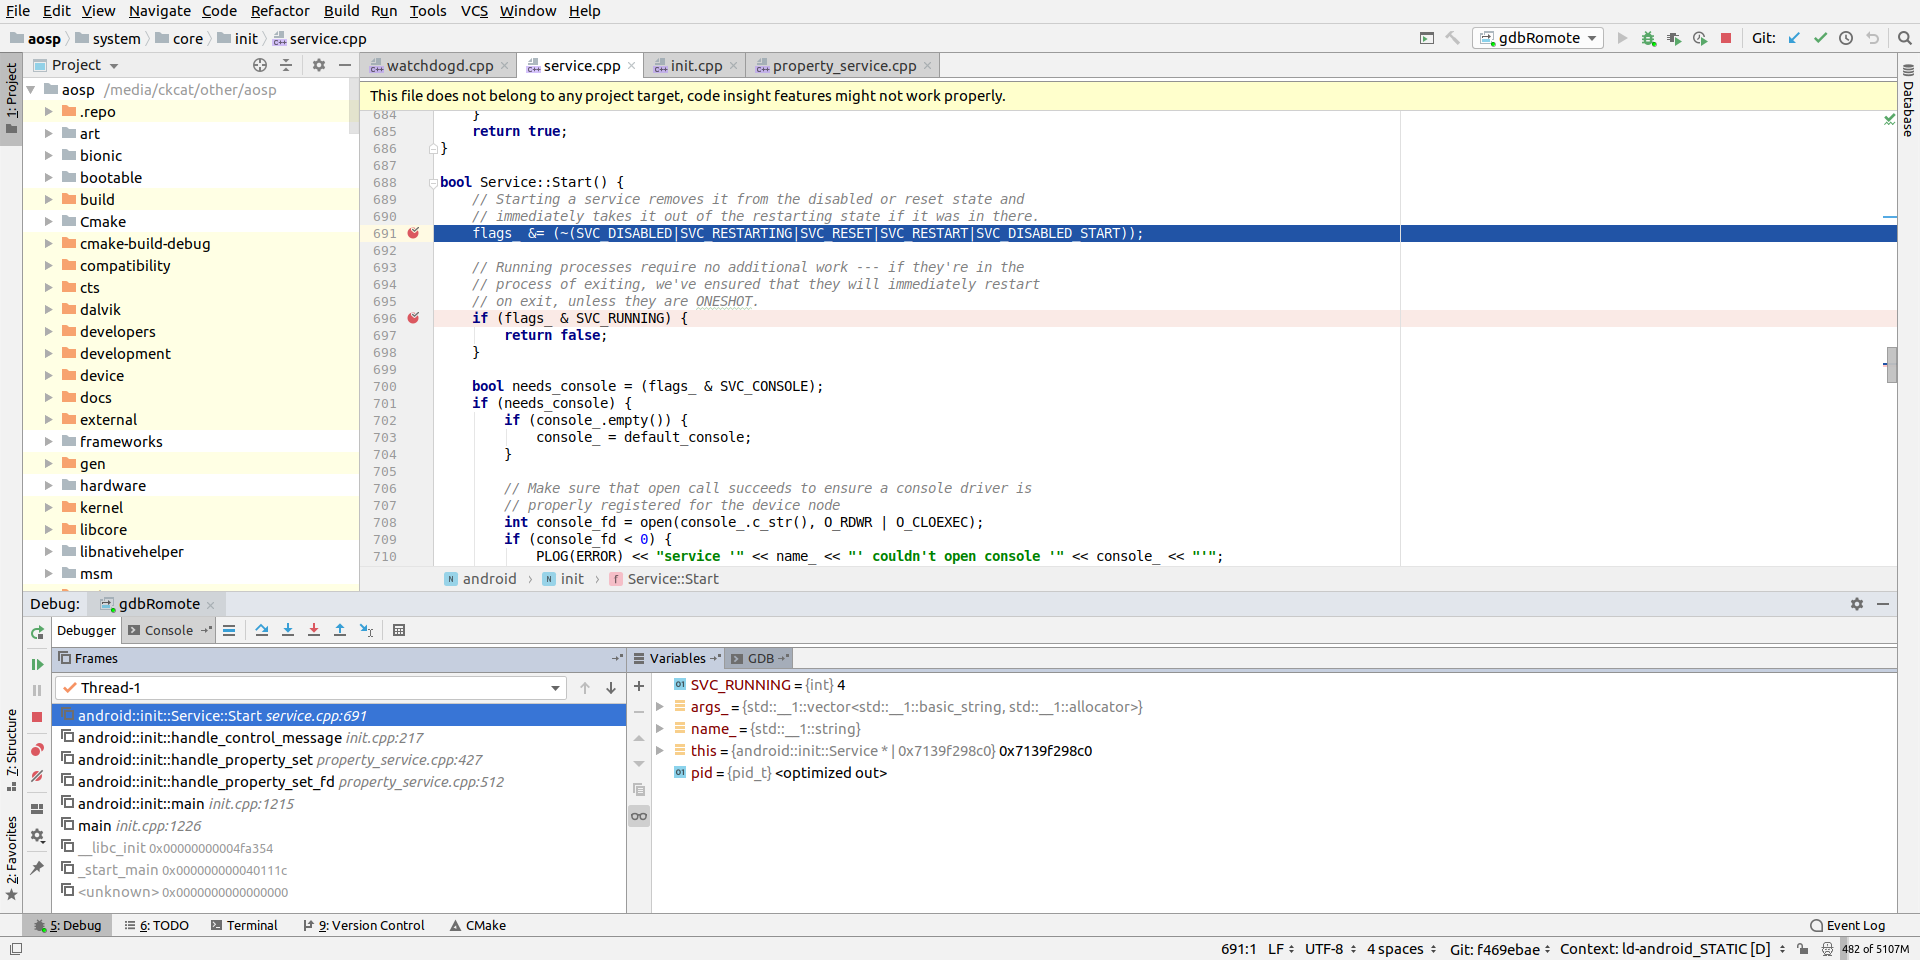 File Edit View Navigate Code Refactor Build Run Tools VCS Window Help
aosp system core init service.cpp
gdbRomote Git:
1: Project
Project
watchdogd.cpp service.cpp init.cpp property_service.cpp
Database
aosp /media/ckcat/other/aosp
.repo
art
bionic
bootable
build
Cmake
cmake-build-debug
compatibility
cts
dalvik
developers
development
device
docs
external
frameworks
gen
hardware
kernel
libcore
libnativehelper
msm
This file does not belong to any project target, code insight features might not work properly.
684 }
685 return true;
686 }
687
688 bool Service::Start() {
689 // Starting a service removes it from the disabled or reset state and
690 // immediately takes it out of the restarting state if it was in there.
691 flags_ &= (~(SVC_DISABLED|SVC_RESTARTING|SVC_RESET|SVC_RESTART|SVC_DISABLED_START));
692
693 // Running processes require no additional work --- if they're in the
694 // process of exiting, we've ensured that they will immediately restart
695 // on exit, unless they are ONESHOT.
696 if (flags_ & SVC_RUNNING) {
697 return false;
698 }
699
700 bool needs_console = (flags_ & SVC_CONSOLE);
701 if (needs_console) {
702 if (console_.empty()) {
703 console_ = default_console;
704 }
705
706 // Make sure that open call succeeds to ensure a console driver is
707 // properly registered for the device node
708 int console_fd = open(console_.c_str(), O_RDWR | O_CLOEXEC);
709 if (console_fd < 0) {
710 PLOG(ERROR) << "service '" << name_ << "' couldn't open console '" << console_ << "'";
android init Service::Start
Debug: gdbRomote
Debugger Console
Frames
Thread-1
android::init::Service::Start service.cpp:691
android::init::handle_control_message init.cpp:217
android::init::handle_property_set property_service.cpp:427
android::init::handle_property_set_fd property_service.cpp:512
android::init::main init.cpp:1215
main init.cpp:1226
__libc_init 0x00000000004fa354
_start_main 0x000000000040111c
<unknown> 0x0000000000000000
Variables GDB
SVC_RUNNING = {int} 4
args_ = {std::__1::vector<std::__1::basic_string, std::__1::allocator>}
name_ = {std::__1::string}
this = {android::init::Service * | 0x7139f298c0} 0x7139f298c0
pid = {pid_t} <optimized out>
7: Structure
2: Favorites
5: Debug 6: TODO Terminal 9: Version Control CMake Event Log
691:1 LF UTF-8 4 spaces Git: f469ebae Context: ld-android_STATIC [D] 482 of 5107M